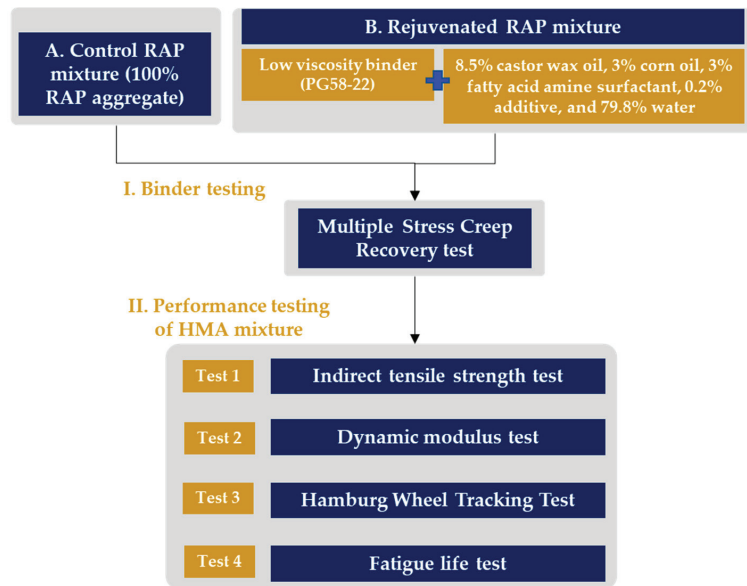 A. Control RAP
mixture (100%
RAP aggregate)
B. Rejuvenated RAP mixture
Low viscosity binder
(PG58-22)
8.5% castor wax oil, 3% corn oil, 3%
fatty acid amine surfactant, 0.2%
additive, and 79.8% water
I. Binder testing
Multiple Stress Creep
Recovery test
II. Performance testing
of HMA mixture
Test 1
Indirect tensile strength test
Test 2
Dynamic modulus test
Test 3
Hamburg Wheel Tracking Test
Test 4
Fatigue life test